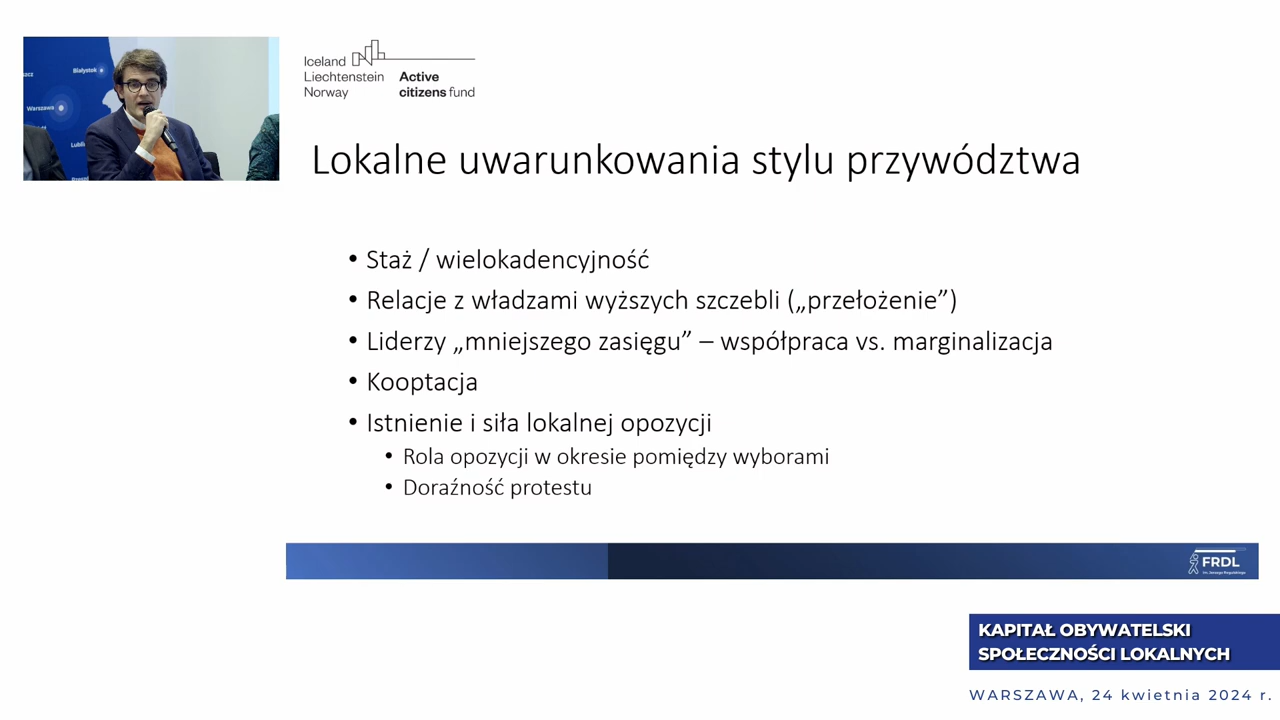 Białystok
Warszawa
Iceland
Liechtenstein
Norway
Active
citizens fund
Lokalne uwarunkowania stylu przywództwa
• Staż / wielokadencyjność
• Relacje z władzami wyższych szczebli („przełożenie”)
• Liderzy „mniejszego zasięgu” – współpraca vs. marginalizacja
• Kooptacja
• Istnienie i siła lokalnej opozycji
• Rola opozycji w okresie pomiędzy wyborami
• Doraźność protestu
FRDL
KAPITAŁ OBYWATELSKI
SPOŁECZNOŚCI LOKALNYCH
WARSZAWA, 24 kwietnia 2024 r.